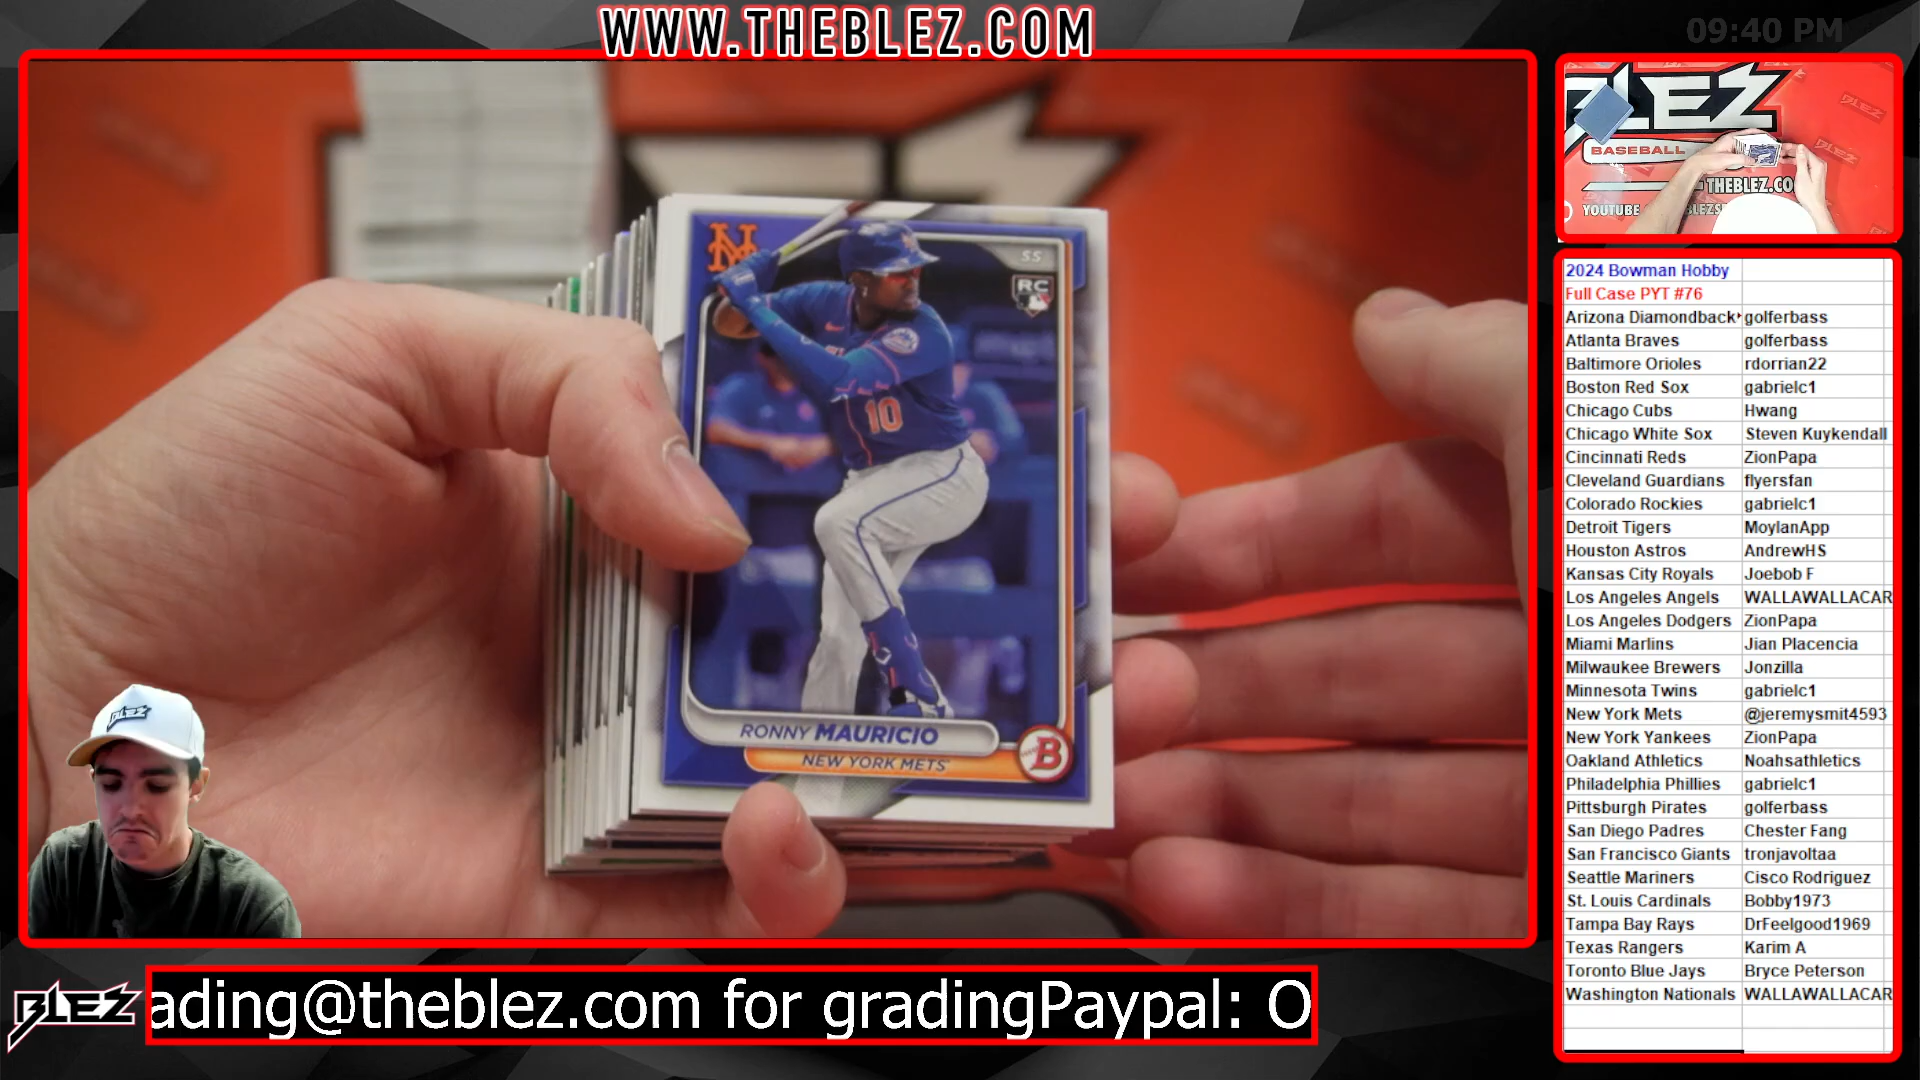 WWW.THEBLEZ.COM
09:40 PM
SS
RC
10
RONNY MAURICIO
NEW YORK METS
B
BLEZ
BLEZ
BASEBALL
THEBLEZ.CO
YOUTUBE
BLEZ
BLEZ
2024 Bowman Hobby
Full Case PYT #76
Arizona Diamondback golferbass
Atlanta Braves golferbass
Baltimore Orioles rdorrian22
Boston Red Sox gabrielc1
Chicago Cubs Hwang
Chicago White Sox Steven Kuykendall
Cincinnati Reds ZionPapa
Cleveland Guardians flyersfan
Colorado Rockies gabrielc1
Detroit Tigers MoylanApp
Houston Astros AndrewHS
Kansas City Royals Joebob F
Los Angeles Angels WALLAWALLACAR
Los Angeles Dodgers ZionPapa
Miami Marlins Jian Placencia
Milwaukee Brewers Jonzilla
Minnesota Twins gabrielc1
New York Mets @jeremysmit4593
New York Yankees ZionPapa
Oakland Athletics Noahsathletics
Philadelphia Phillies gabrielc1
Pittsburgh Pirates golferbass
San Diego Padres Chester Fang
San Francisco Giants tronjavoltaa
Seattle Mariners Cisco Rodriguez
St. Louis Cardinals Bobby1973
Tampa Bay Rays DrFeelgood1969
Texas Rangers Karim A
Toronto Blue Jays Bryce Peterson
Washington Nationals WALLAWALLACAR
BLEZ
ading@theblez.com for gradingPaypal: O